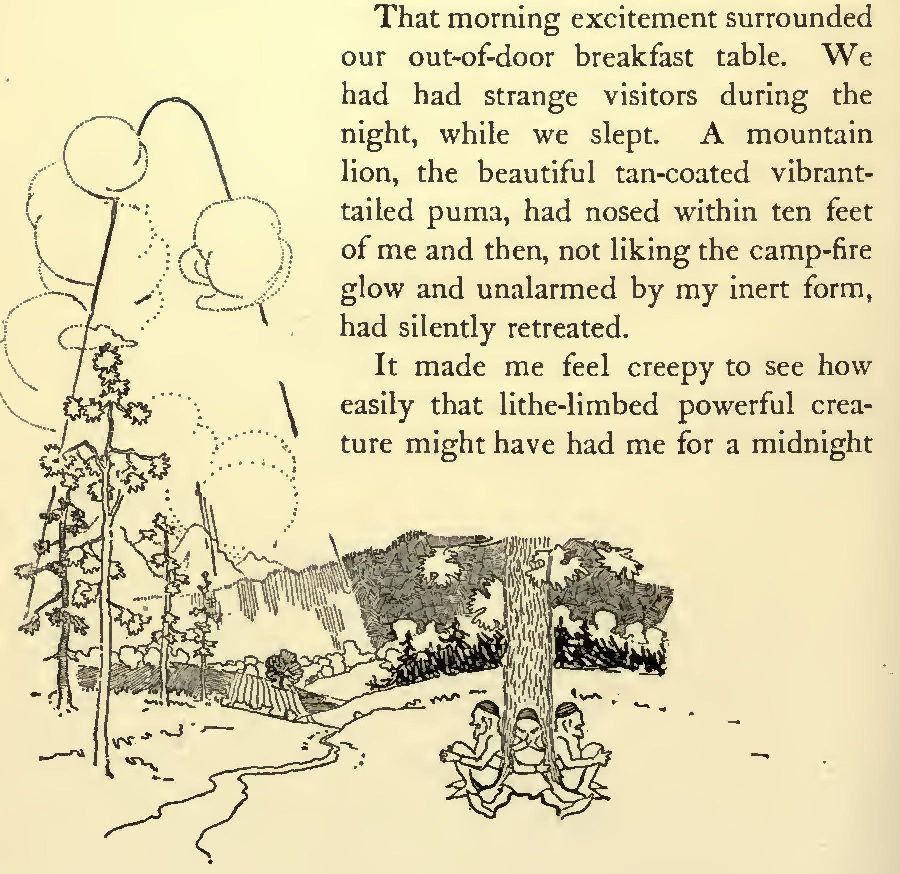 That morning excitement surrounded
our out-of-door breakfast table. We
had had strange visitors during the
night, while we slept. A mountain
lion, the beautiful tan-coated vibrant-
tailed puma, had nosed within ten feet
of me and then, not liking the camp-fire
glow and unalarmed by my inert form,
had silently retreated.
It made me feel creepy to see how
easily that lithe-limbed powerful crea-
ture might have had me for a midnight